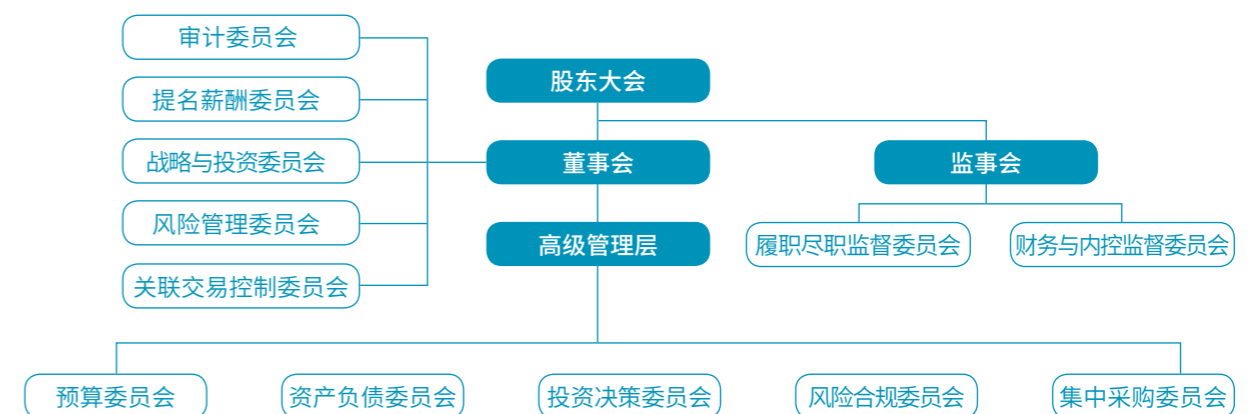 审计委员会
提名薪酬委员会
战略与投资委员会
风险管理委员会
关联交易控制委员会
股东大会
董事会
监事会
高级管理层
履职尽职监督委员会
财务与内控监督委员会
预算委员会
资产负债委员会
投资决策委员会
风险合规委员会
集中采购委员会